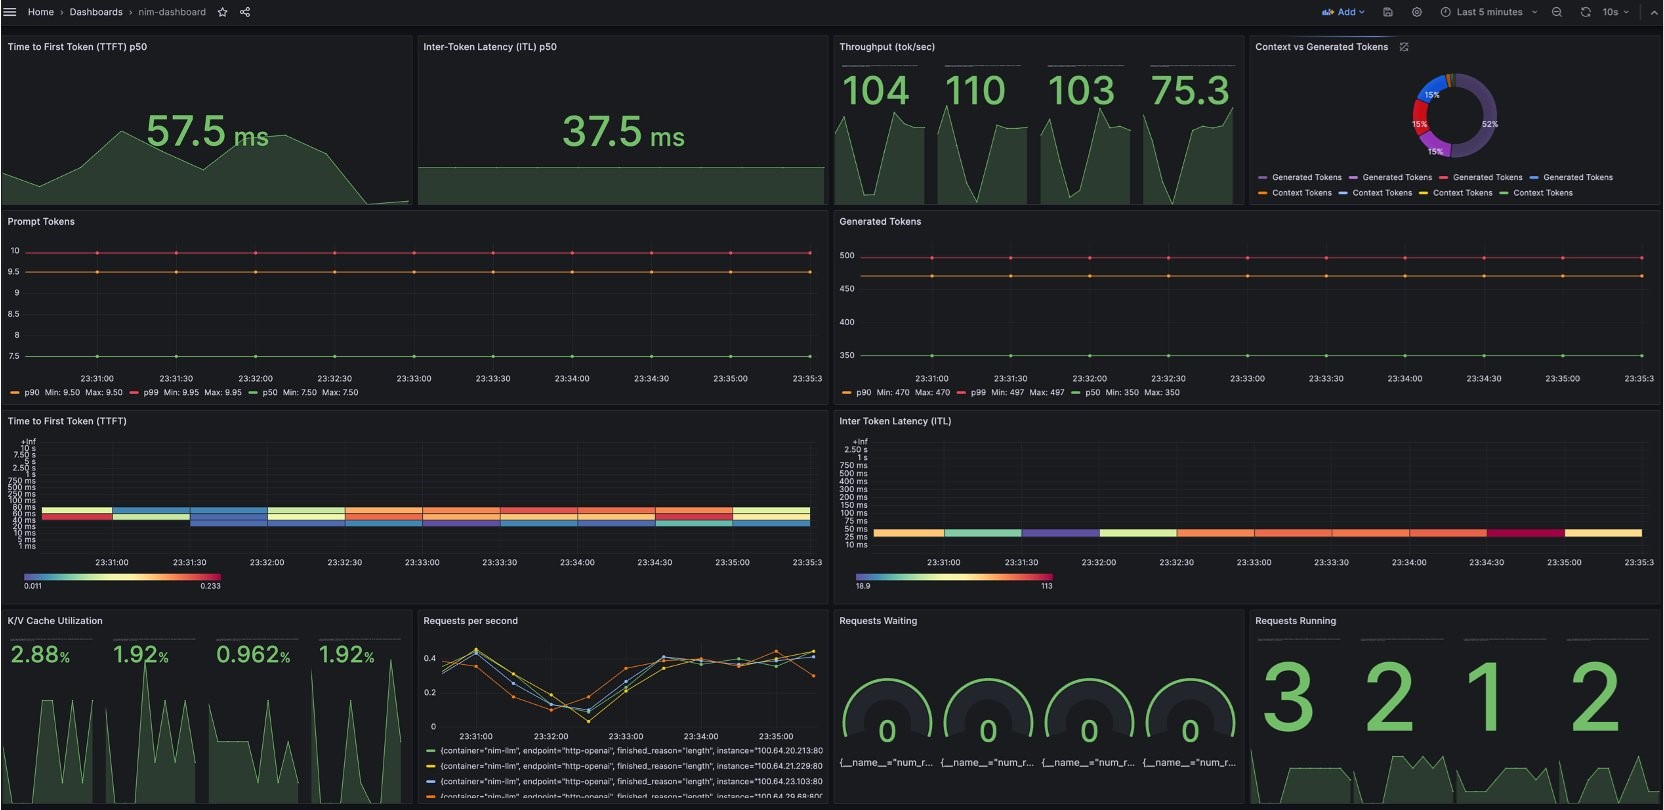 Home > Dashboards > nim-dashboard
Add
Last 5 minutes
10s
Time to First Token (TTFT) p50
57.5 ms
Inter-Token Latency (ITL) p50
37.5 ms
Throughput (tok/sec)
104 110 103 75.3
Context vs Generated Tokens
15%
15%
52%
15%
Generated Tokens Generated Tokens Generated Tokens Generated Tokens
Context Tokens Context Tokens Context Tokens Context Tokens
Prompt Tokens
10
9.5
9
8.5
8
7.5
23:31:00 23:31:30 23:32:00 23:32:30 23:33:00 23:33:30 23:34:00 23:34:30 23:35:00 23:35:3
p90 Min: 9.50 Max: 9.50 p99 Min: 9.95 Max: 9.95 p50 Min: 7.50 Max: 7.50
Generated Tokens
500
450
400
350
23:31:00 23:31:30 23:32:00 23:32:30 23:33:00 23:33:30 23:34:00 23:34:30 23:35:00 23:35:3
p90 Min: 470 Max: 470 p99 Min: 497 Max: 497 p50 Min: 350 Max: 350
Time to First Token (TTFT)
+Inf
10 s
7.50 s
5 s
2.50 s
1 s
750 ms
500 ms
250 ms
100 ms
80 ms
60 ms
40 ms
20 ms
10 ms
5 ms
1 ms
23:31:00 23:31:30 23:32:00 23:32:30 23:33:00 23:33:30 23:34:00 23:34:30 23:35:00 23:35:3
0.011 0.233
Inter Token Latency (ITL)
+Inf
2.50 s
1 s
750 ms
500 ms
400 ms
300 ms
200 ms
150 ms
100 ms
75 ms
50 ms
25 ms
10 ms
23:31:00 23:31:30 23:32:00 23:32:30 23:33:00 23:33:30 23:34:00 23:34:30 23:35:00 23:35:3
18.9 113
K/V Cache Utilization
2.88% 1.92% 0.962% 1.92%
Requests per second
0.4
0.2
0
23:31:00 23:32:00 23:33:00 23:34:00 23:35:00
{container="nim-llm", endpoint="http-openai", finished_reason="length", instance="100.64.20.213:80
{container="nim-llm", endpoint="http-openai", finished_reason="length", instance="100.64.21.229:80
{container="nim-llm", endpoint="http-openai", finished_reason="length", instance="100.64.23.103:80
{container="nim-llm", endpoint="http-openai", finished_reason="length", instance="100.64.29.68:800
Requests Waiting
0 0 0 0
{__name__="num_r... {__name__="num_r... {__name__="num_r... {__name__="num_r...
Requests Running
3 2 1 2